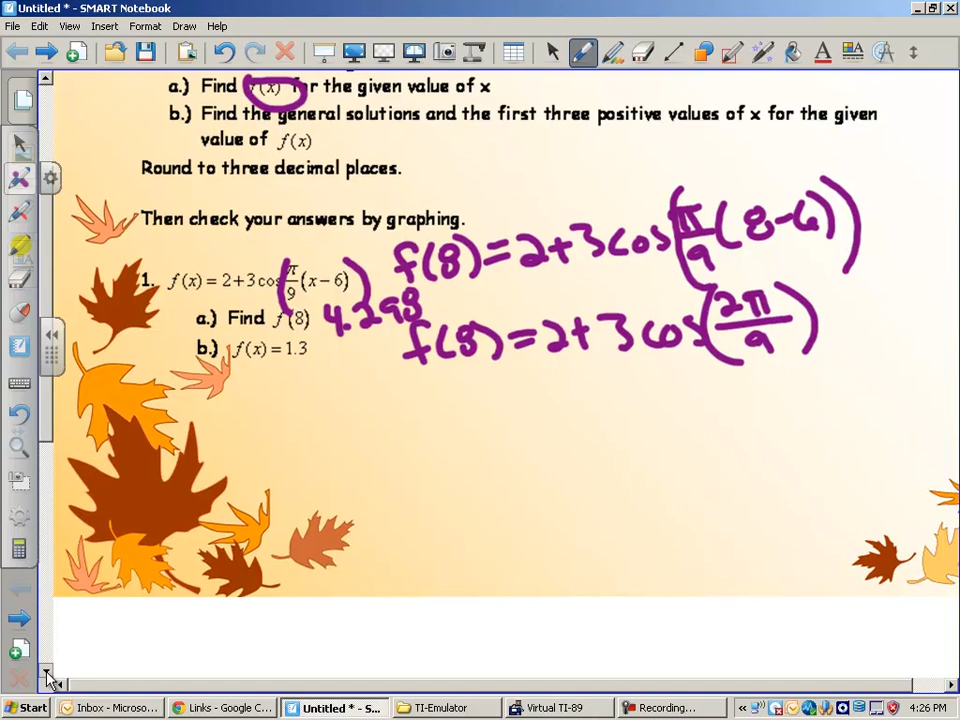 Untitled * - SMART Notebook
File Edit View Insert Format Draw Help
a.) Find f(x) for the given value of x
b.) Find the general solutions and the first three positive values of x for the given
value of f(x)
Round to three decimal places.
Then check your answers by graphing.
f(8)=2+3cos(π/9(8-6))
1. f(x) = 2+3cos(π/9(x-6))
a.) Find f(8) 4.298
f(8)=2+3cos(2π/9)
b.) f(x) = 1.3
Start Inbox - Microso... Links - Google C... Untitled * - S... TI-Emulator Virtual TI-89 Recording... « 4:26 PM